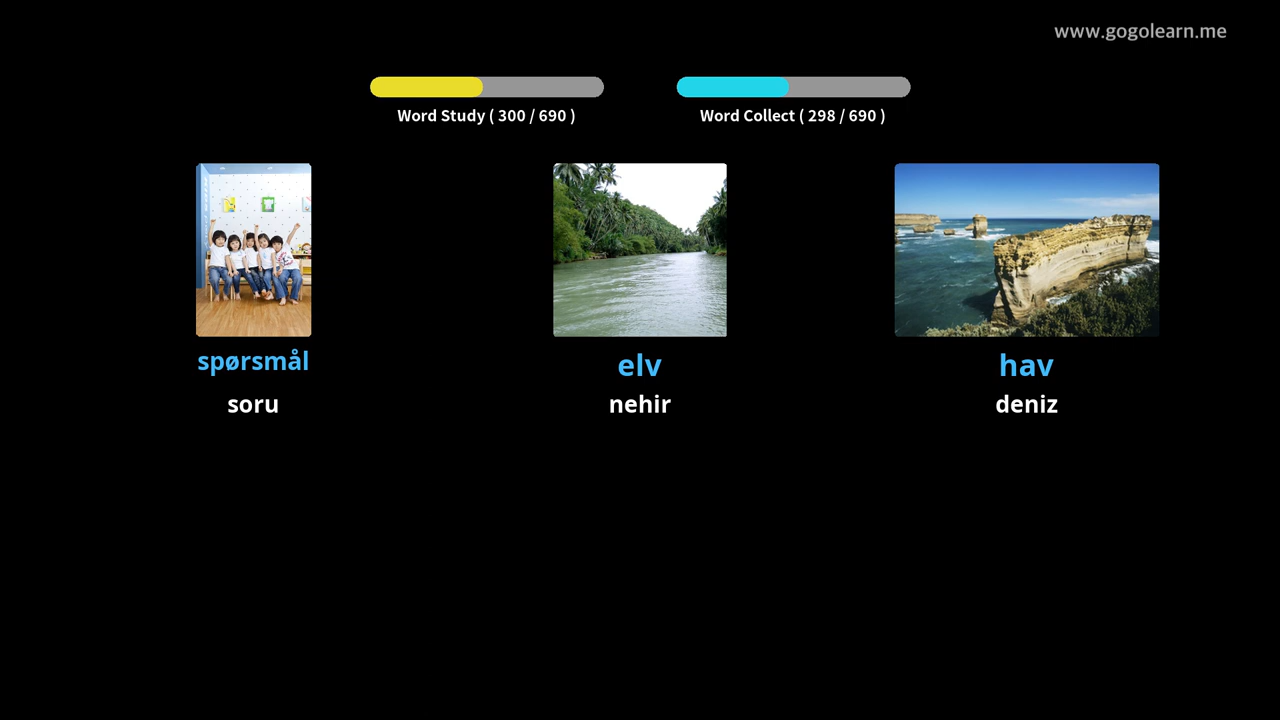 www.gogolearn.me
Word Study ( 300 / 690 )
Word Collect ( 298 / 690 )
spørsmål
soru
elv
nehir
hav
deniz